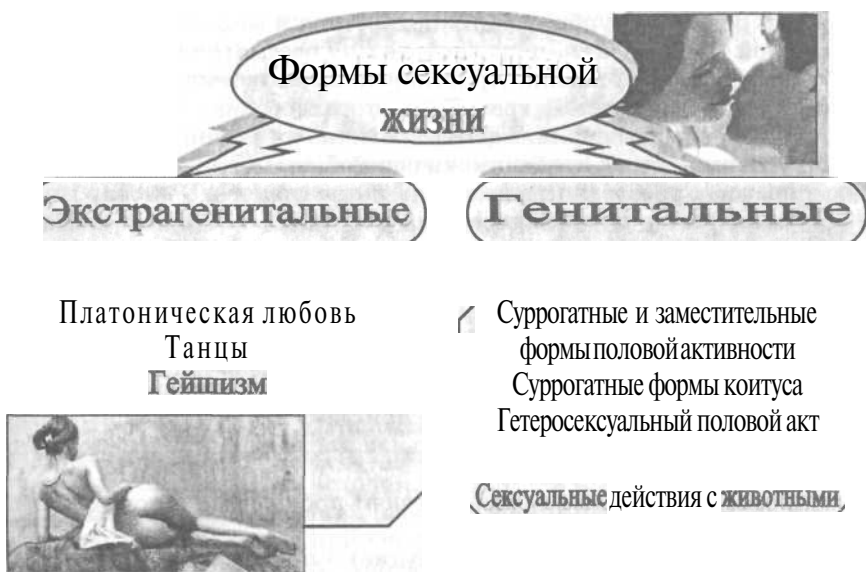 Формы сексуальной
жизни
Экстрагенитальные
Генитальные
Платоническая любовь
Танцы
Гейшизм
Суррогатные и заместительные
формы половой активности
Суррогатные формы коитуса
Гетеросексуальный половой акт
Сексуальные действия с животными